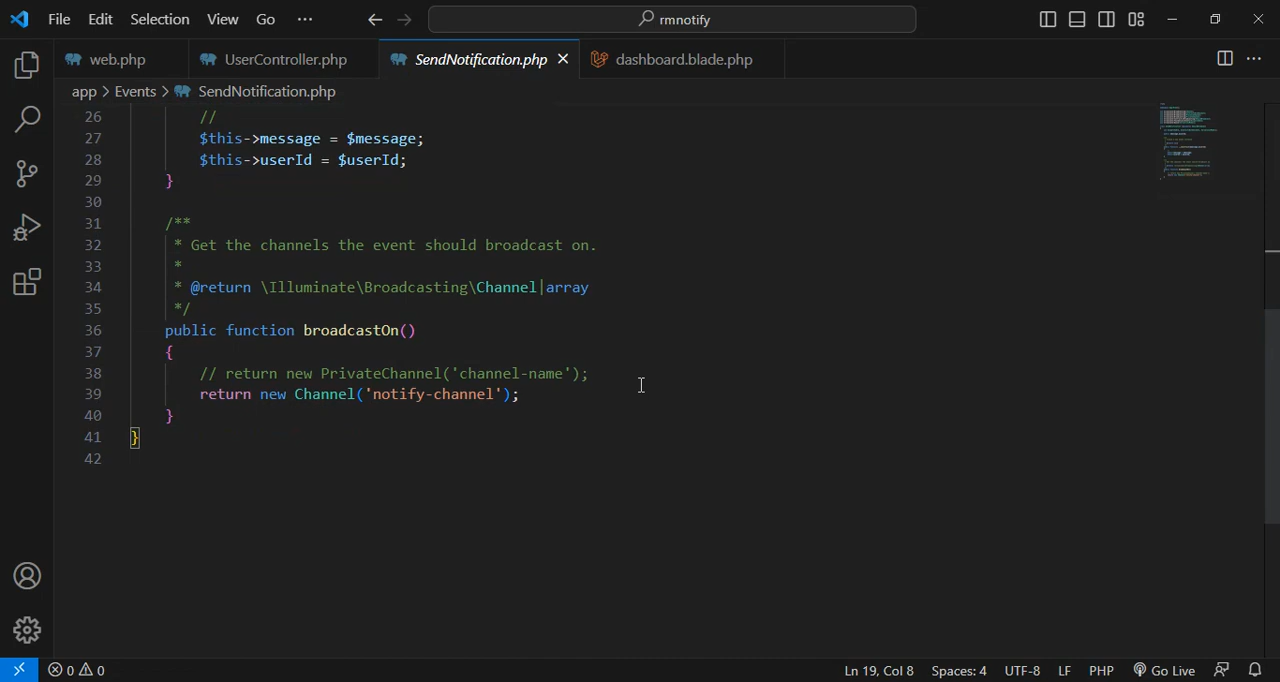 File Edit Selection View Go ··· rmnotify
web.php UserController.php SendNotification.php dashboard.blade.php ···
app > Events > SendNotification.php
26 //
27 $this->message = $message;
28 $this->userId = $userId;
29 }
30
31 /**
32 * Get the channels the event should broadcast on.
33 *
34 * @return \Illuminate\Broadcasting\Channel|array
35 */
36 public function broadcastOn()
37 {
38 // return new PrivateChannel('channel-name');
39 return new Channel('notify-channel');
40 }
41 }
42
0 0 Ln 19, Col 8 Spaces: 4 UTF-8 LF PHP Go Live